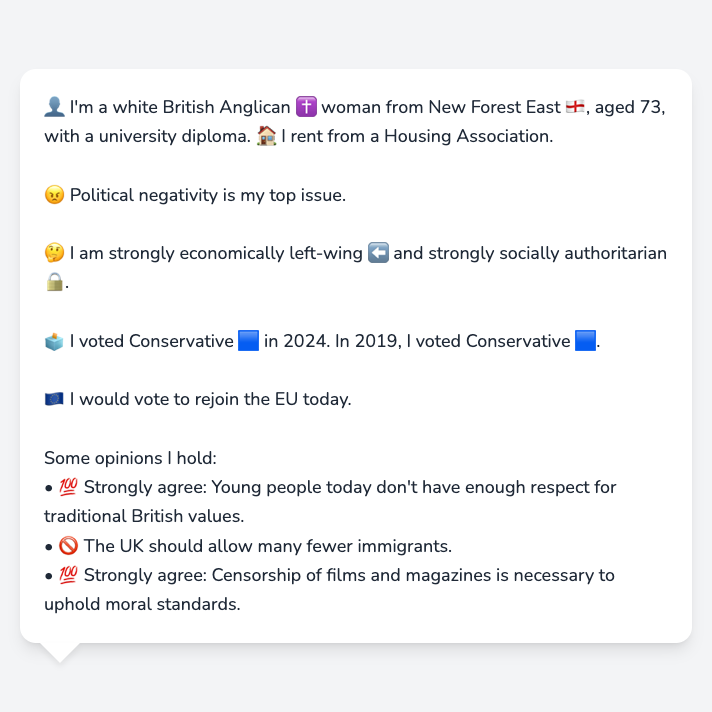 👤 I'm a white British Anglican ✝️ woman from New Forest East 🏴󠁧󠁢󠁥󠁮󠁧󠁿, aged 73,
with a university diploma. 🏠 I rent from a Housing Association.
😠 Political negativity is my top issue.
🤔 I am strongly economically left-wing ⬅️ and strongly socially authoritarian
🔒.
🗳️ I voted Conservative 🟦 in 2024. In 2019, I voted Conservative 🟦.
🇪🇺 I would vote to rejoin the EU today.
Some opinions I hold:
• 💯 Strongly agree: Young people today don't have enough respect for
traditional British values.
• 🚫 The UK should allow many fewer immigrants.
• 💯 Strongly agree: Censorship of films and magazines is necessary to
uphold moral standards.